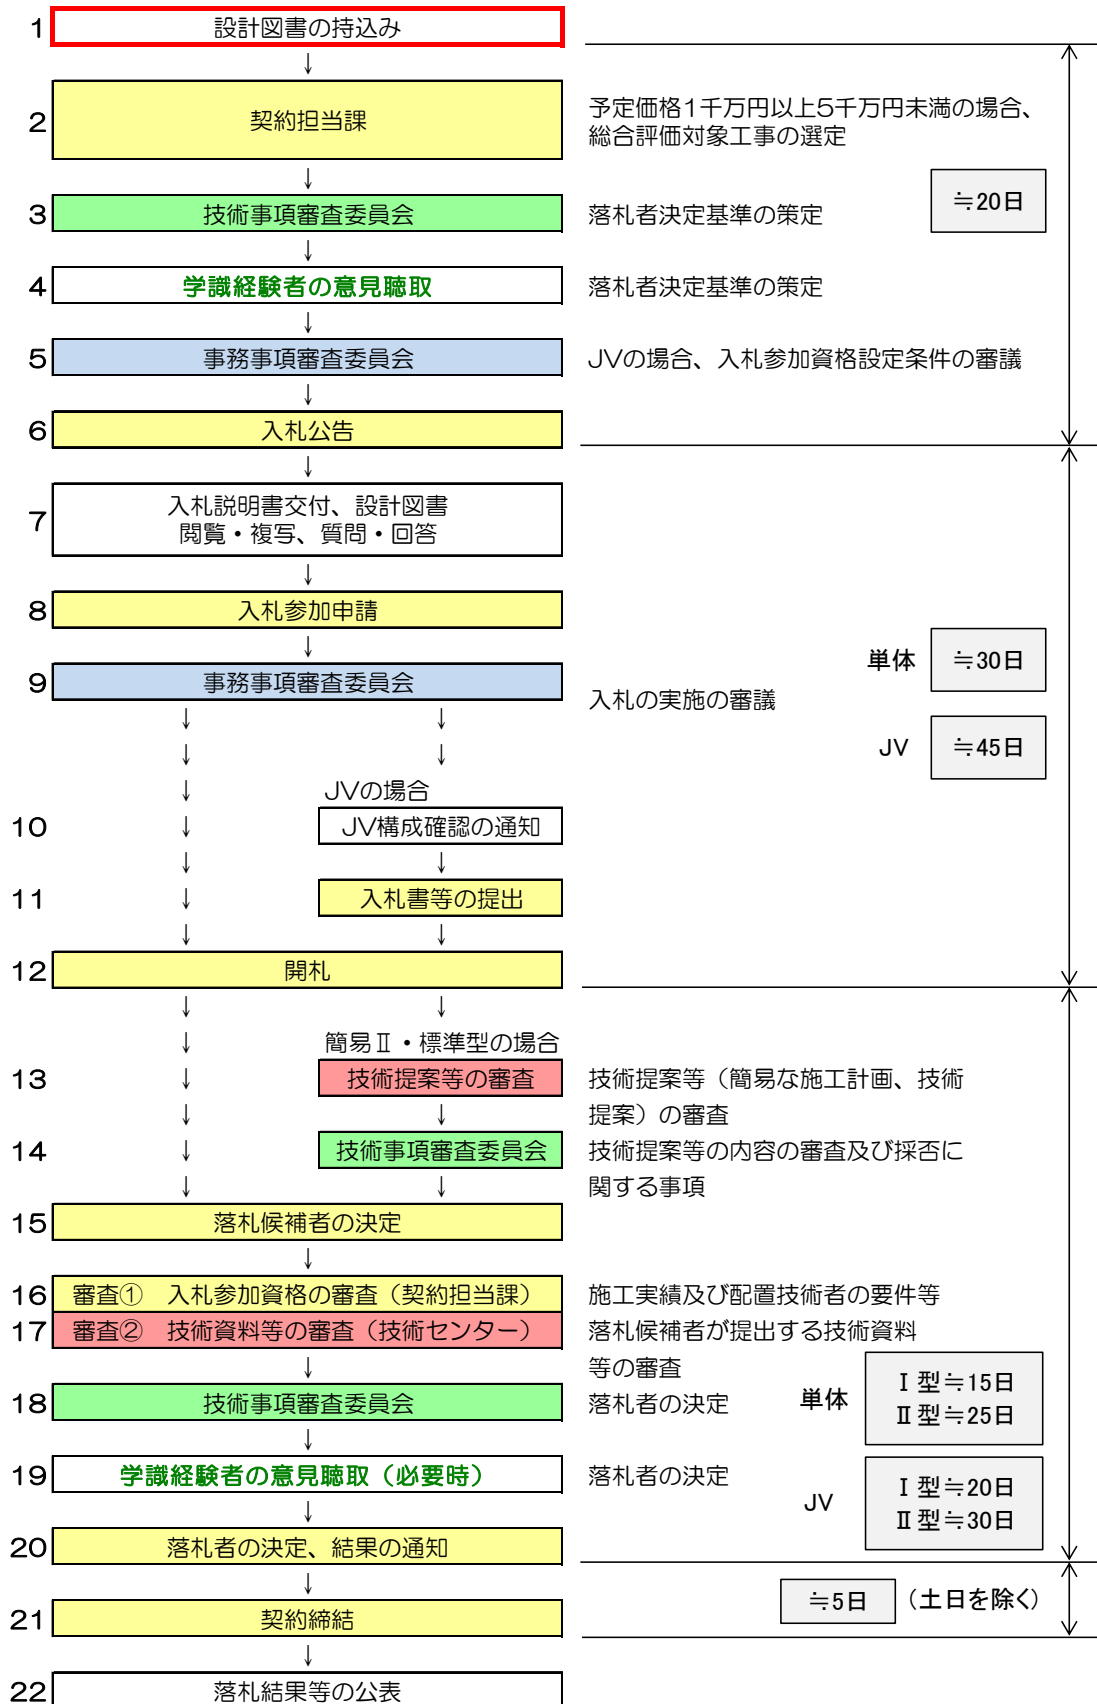 1 設計図書の持込み
↓
2 契約担当課
予定価格1千万円以上5千万円未満の場合、
総合評価対象工事の選定
↓
3 技術事項審査委員会 落札者決定基準の策定 ≒20日
↓
4 学識経験者の意見聴取 落札者決定基準の策定
↓
5 事務事項審査委員会 JVの場合、入札参加資格設定条件の審議
↓
6 入札公告
↓
7 入札説明書交付、設計図書
閲覧・複写、質問・回答
↓
8 入札参加申請
↓
単体 ≒30日
9 事務事項審査委員会
入札の実施の審議
↓ ↓
JV ≒45日
↓ ↓
↓ JVの場合
10 ↓ JV構成確認の通知
↓ ↓
11 ↓ 入札書等の提出
↓ ↓
12 開札
↓ ↓
↓ 簡易Ⅱ・標準型の場合
13 ↓ 技術提案等の審査 技術提案等（簡易な施工計画、技術
↓ ↓ 提案）の審査
14 ↓ 技術事項審査委員会 技術提案等の内容の審査及び採否に
↓ ↓ 関する事項
15 落札候補者の決定
↓
16 審査① 入札参加資格の審査（契約担当課） 施工実績及び配置技術者の要件等
17 審査② 技術資料等の審査（技術センター） 落札候補者が提出する技術資料
↓ 等の審査
18 技術事項審査委員会 落札者の決定 単体 Ⅰ型≒15日
Ⅱ型≒25日
↓
19 学識経験者の意見聴取（必要時） 落札者の決定
JV Ⅰ型≒20日
Ⅱ型≒30日
↓
20 落札者の決定、結果の通知
↓
≒5日 （土日を除く）
21 契約締結
↓
22 落札結果等の公表